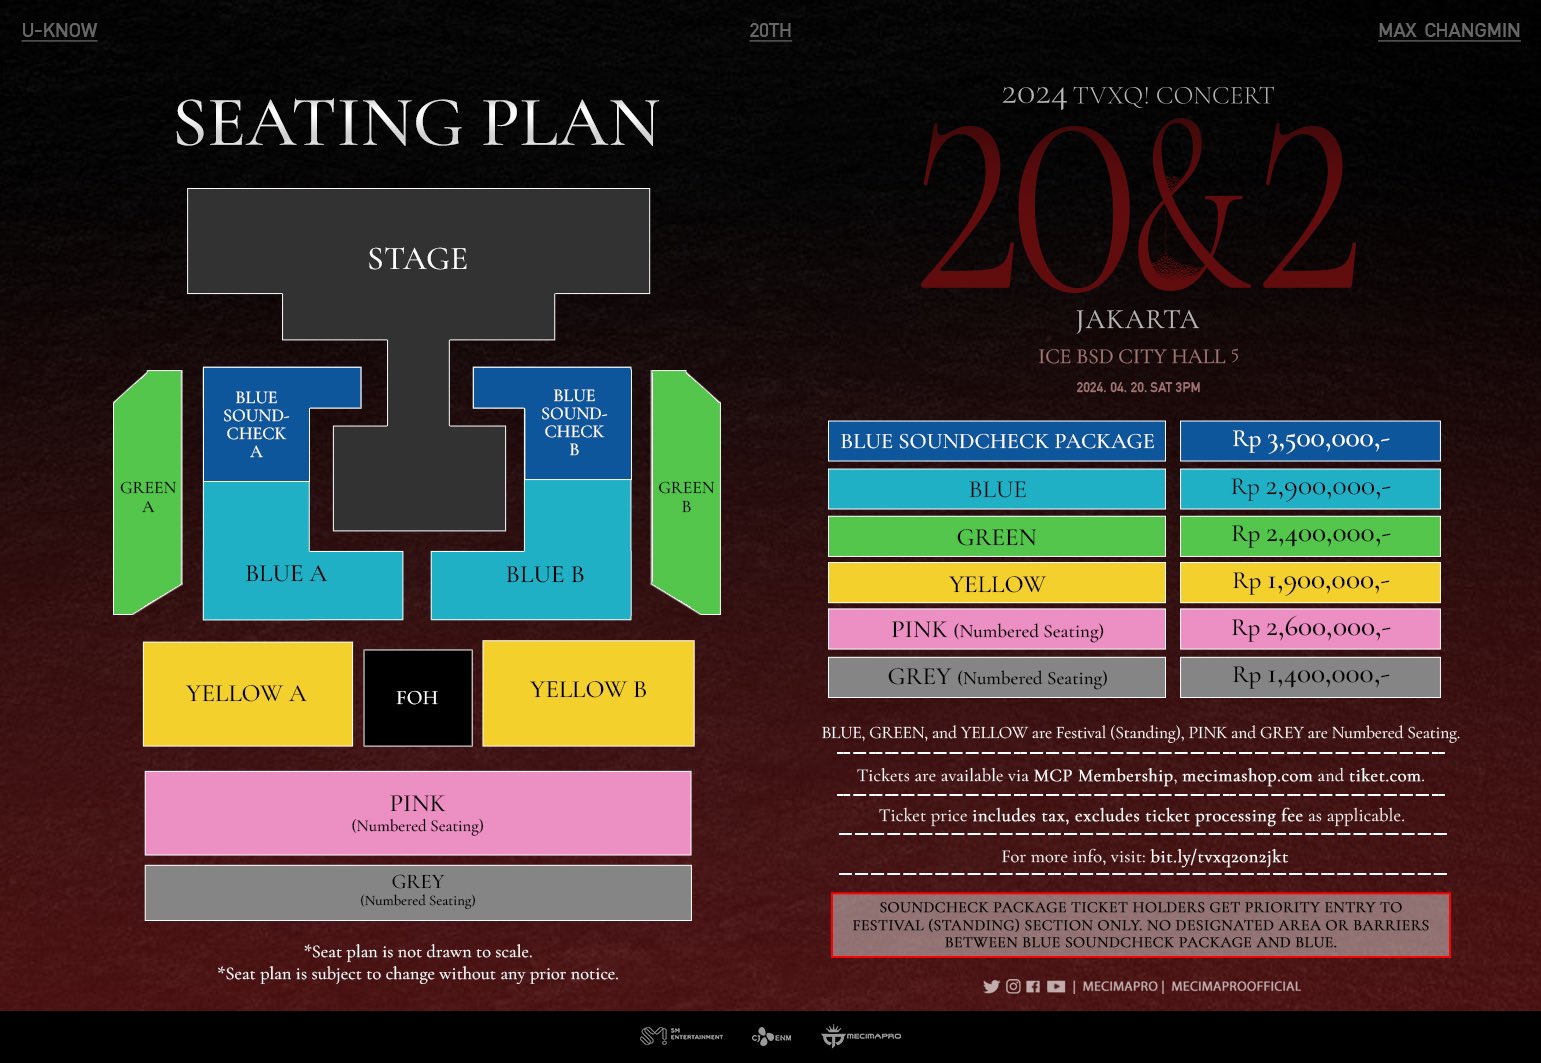 U-KNOW
20TH
MAX CHANGMIN
SEATING PLAN
STAGE
BLUE
SOUND-
CHECK
A
BLUE
SOUND-
CHECK
B
GREEN
A
GREEN
B
BLUE A
BLUE B
YELLOW A
FOH
YELLOW B
PINK
(Numbered Seating)
GREY
(Numbered Seating)
*Seat plan is not drawn to scale.
*Seat plan is subject to change without any prior notice.
2024 TVXQ! CONCERT
20&2
JAKARTA
ICE BSD CITY HALL 5
2024. 04. 20. SAT 3PM
BLUE SOUNDCHECK PACKAGE Rp 3,500,000,-
BLUE Rp 2,900,000,-
GREEN Rp 2,400,000,-
YELLOW Rp 1,900,000,-
PINK (Numbered Seating) Rp 2,600,000,-
GREY (Numbered Seating) Rp 1,400,000,-
BLUE, GREEN, and YELLOW are Festival (Standing), PINK and GREY are Numbered Seating.
Tickets are available via MCP Membership, mecimashop.com and tiket.com.
Ticket price includes tax, excludes ticket processing fee as applicable.
For more info, visit: bit.ly/tvxq20n2jkt
SOUNDCHECK PACKAGE TICKET HOLDERS GET PRIORITY ENTRY TO
FESTIVAL (STANDING) SECTION ONLY. NO DESIGNATED AREA OR BARRIERS
BETWEEN BLUE SOUNDCHECK PACKAGE AND BLUE.
| MECIMAPRO | MECIMAPROOFFICIAL
SM
ENTERTAINMENT
CJ ENM
MECIMAPRO